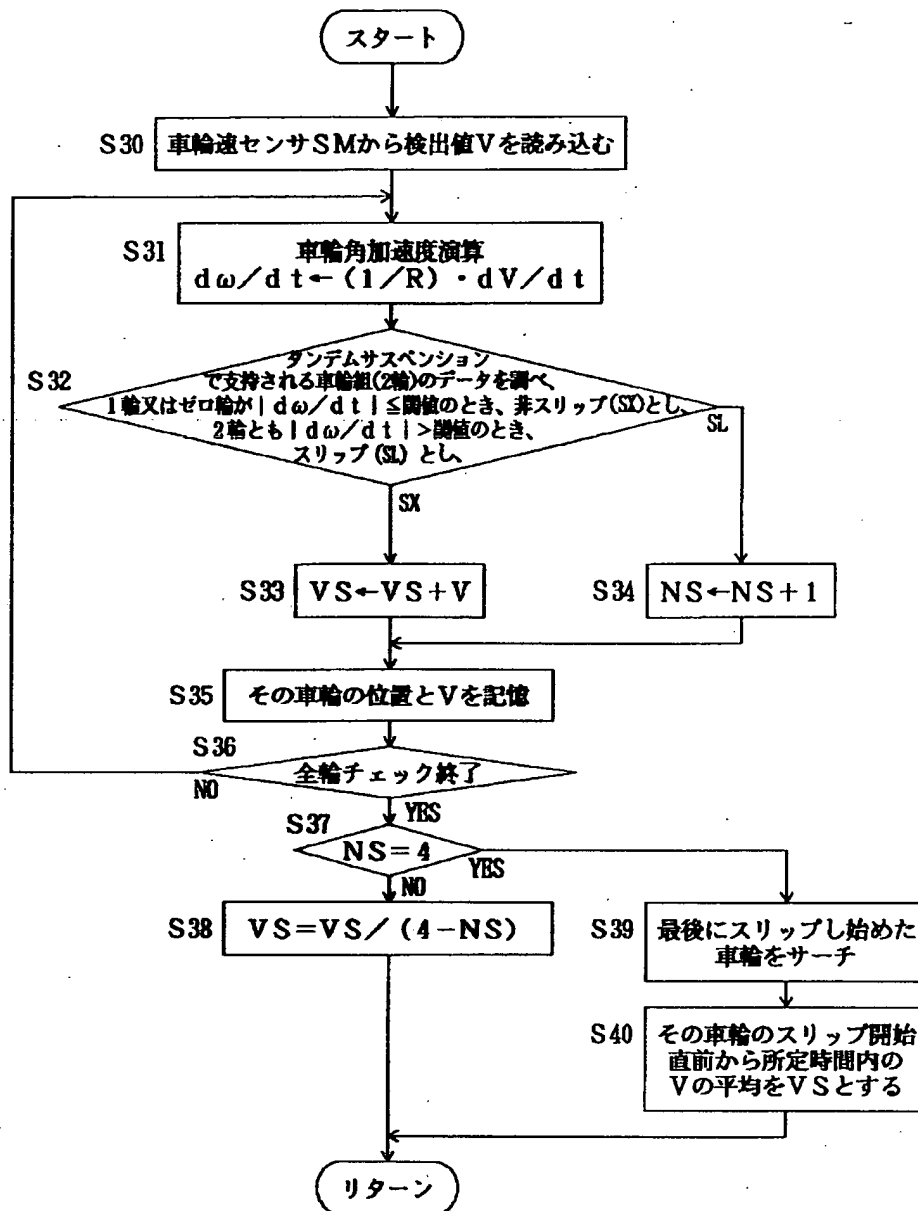 スタート
S30 車輪速センサSMから検出値Vを読み込む
S31 車輪角加速度演算
dω/dt←(1/R)・dV/dt
S32 タンデムサスペンション
で支持される車輪組(2輪)のデータを調べ、
1輪又はゼロ輪が|dω/dt|≦閾値のとき、非スリップ(SX)とし、
2輪とも|dω/dt|>閾値のとき、
スリップ(SL)とし、
SL
SX
S33 VS←VS+V
S34 NS←NS+1
S35 その車輪の位置とVを記憶
S36 全輪チェック終了
NO
YES
S37 NS=4
YES
NO
S38 VS=VS/(4-NS)
S39 最後にスリップし始めた
車輪をサーチ
S40 その車輪のスリップ開始
直前から所定時間内の
Vの平均をVSとする
リターン